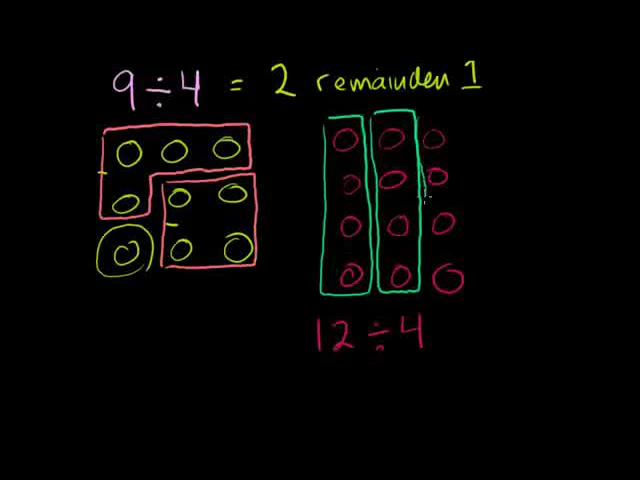 9 ÷ 4 = 2 remainder 1
12 ÷ 4